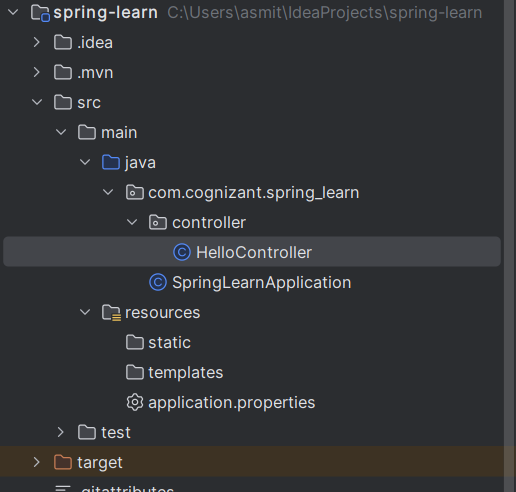 spring-learn C:\Users\asmit\IdeaProjects\spring-learn
.idea
.mvn
src
main
java
com.cognizant.spring_learn
controller
HelloController
SpringLearnApplication
resources
static
templates
application.properties
test
target
.gitattributes